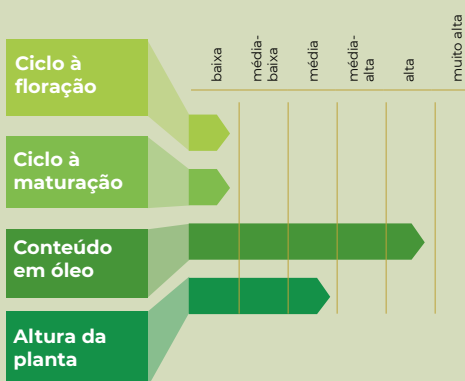 baixa
média-
baixa
média
média-
alta
alta
muito alta
Ciclo à
floração
Ciclo à
maturação
Conteúdo
em óleo
Altura da
planta